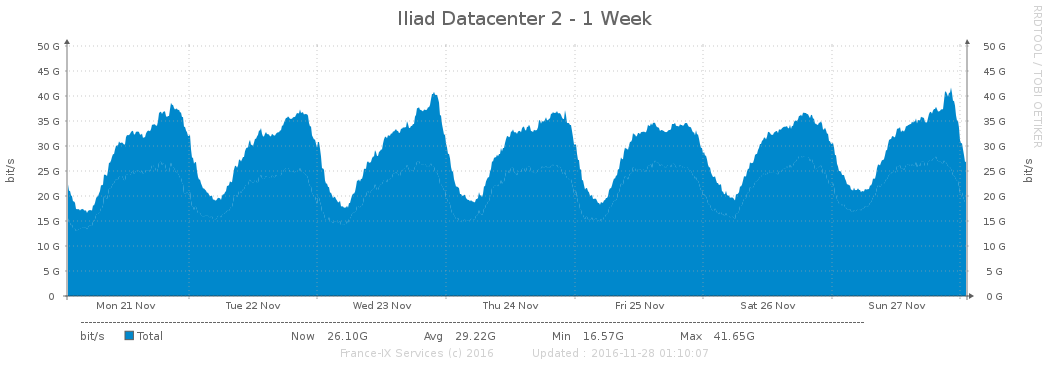 Iliad Datacenter 2 - 1 Week
RRDTOOL / TOBI OETIKER
bit/s
50 G 50 G
45 G 45 G
40 G 40 G
35 G 35 G
30 G 30 G
25 G 25 G
20 G 20 G
15 G 15 G
10 G 10 G
5 G 5 G
0 0 G
bit/s
Mon 21 Nov Tue 22 Nov Wed 23 Nov Thu 24 Nov Fri 25 Nov Sat 26 Nov Sun 27 Nov
bit/s Total Now 26.10G Avg 29.22G Min 16.57G Max 41.65G
France-IX Services (c) 2016 Updated : 2016-11-28 01:10:07